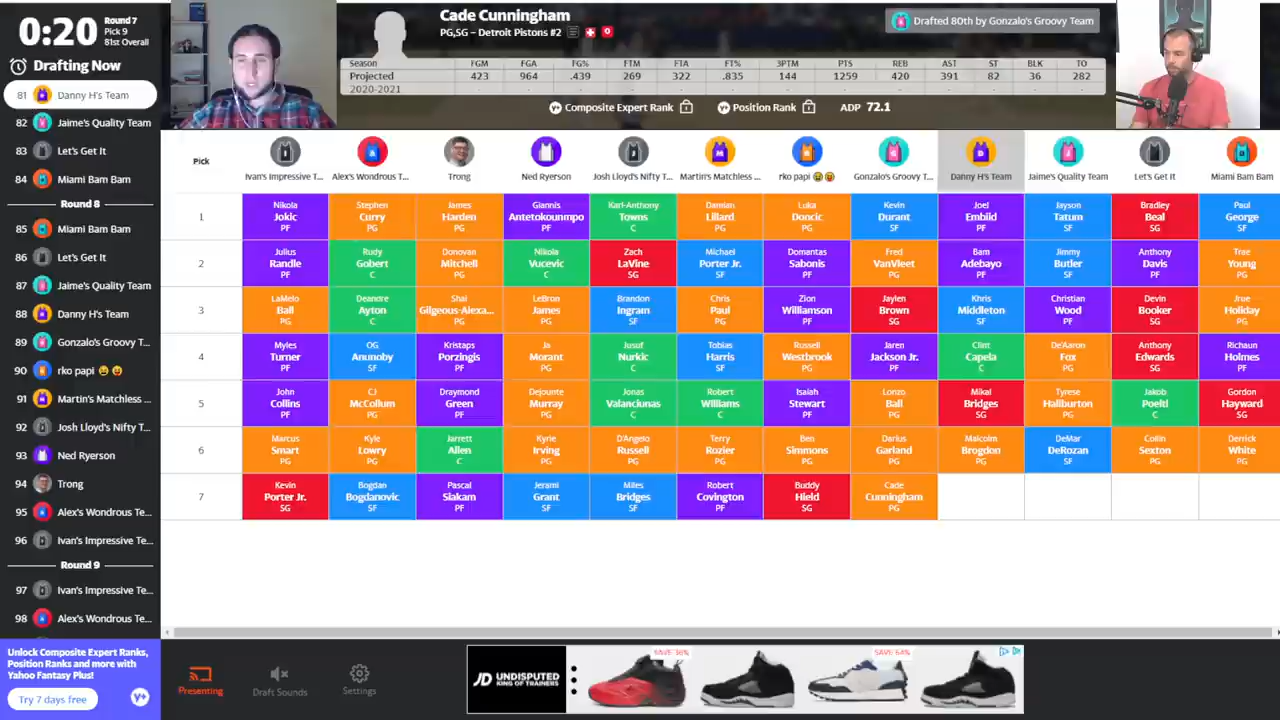 0:20
Round 7
Pick 9
81st Overall
Drafting Now
81 Danny H's Team
82 Jaime's Quality Team
83 Let's Get It
84 Miami Bam Bam
Round 8
85 Miami Bam Bam
86 Let's Get It
87 Jaime's Quality Team
88 Danny H's Team
89 Gonzalo's Groovy T...
90 rko papi
91 Martin's Matchless ...
92 Josh Lloyd's Nifty T...
93 Ned Ryerson
94 Trong
95 Alex's Wondrous Te...
96 Ivan's Impressive Te...
Round 9
97 Ivan's Impressive Te...
98 Alex's Wondrous Te...
Unlock Composite Expert Ranks,
Position Ranks and more with
Yahoo Fantasy Plus!
Try 7 days free
Y+
Cade Cunningham
PG,SG – Detroit Pistons #2
Drafted 80th by Gonzalo's Groovy Team
Season FGM FGA FG% FTM FTA FT% 3PTM PTS REB AST ST BLK TO
Projected 423 964 .439 269 322 .835 144 1259 420 391 82 36 282
2020-2021 - - - - - - - - - - - - -
Y+ Composite Expert Rank Y+ Position Rank ADP 72.1
Pick Ivan's Impressive T... Alex's Wondrous T... Trong Ned Ryerson Josh Lloyd's Nifty T... Martin's Matchless ... rko papi Gonzalo's Groovy T... Danny H's Team Jaime's Quality Team Let's Get It Miami Bam Bam
1
Nikola Stephen James Giannis Karl-Anthony Damian Luka Kevin Joel Jayson Bradley Paul
Jokic Curry Harden Antetokounmpo Towns Lillard Doncic Durant Embiid Tatum Beal George
PF PG PG PF C PG PG SF PF SF SG SF
2
Julius Rudy Donovan Nikola Zach Michael Domantas Fred Bam Jimmy Anthony Trae
Randle Gobert Mitchell Vucevic LaVine Porter Jr. Sabonis VanVleet Adebayo Butler Davis Young
PF C PG C SG SF PF PG PF SF PF PG
3
LaMelo Deandre Shai LeBron Brandon Chris Zion Jaylen Khris Christian Devin Jrue
Ball Ayton Gilgeous-Alexa... James Ingram Paul Williamson Brown Middleton Wood Booker Holiday
PG C PG PG SF PG PF SG SF PF SG PG
4
Myles OG Kristaps Ja Jusuf Tobias Russell Jaren Clint De'Aaron Anthony Richaun
Turner Anunoby Porzingis Morant Nurkic Harris Westbrook Jackson Jr. Capela Fox Edwards Holmes
PF SF PF PG C SF PG PF C PG SG PF
5
John CJ Draymond Dejounte Jonas Robert Isaiah Lonzo Mikal Tyrese Jakob Gordon
Collins McCollum Green Murray Valanciunas Williams Stewart Ball Bridges Haliburton Poeltl Hayward
PF PG PF PG C C PF PG SG PG C SG
6
Marcus Kyle Jarrett Kyrie D'Angelo Terry Ben Darius Malcolm DeMar Collin Derrick
Smart Lowry Allen Irving Russell Rozier Simmons Garland Brogdon DeRozan Sexton White
PG PG C PG PG PG PG PG PG SF PG PG
7
Kevin Bogdan Pascal Jerami Miles Robert Buddy Cade
Porter Jr. Bogdanovic Siakam Grant Bridges Covington Hield Cunningham
SG SF PF SF SF PF SG PG
Presenting
Draft Sounds
Settings
JD UNDISPUTED
KING OF TRAINERS
SAVE 64%